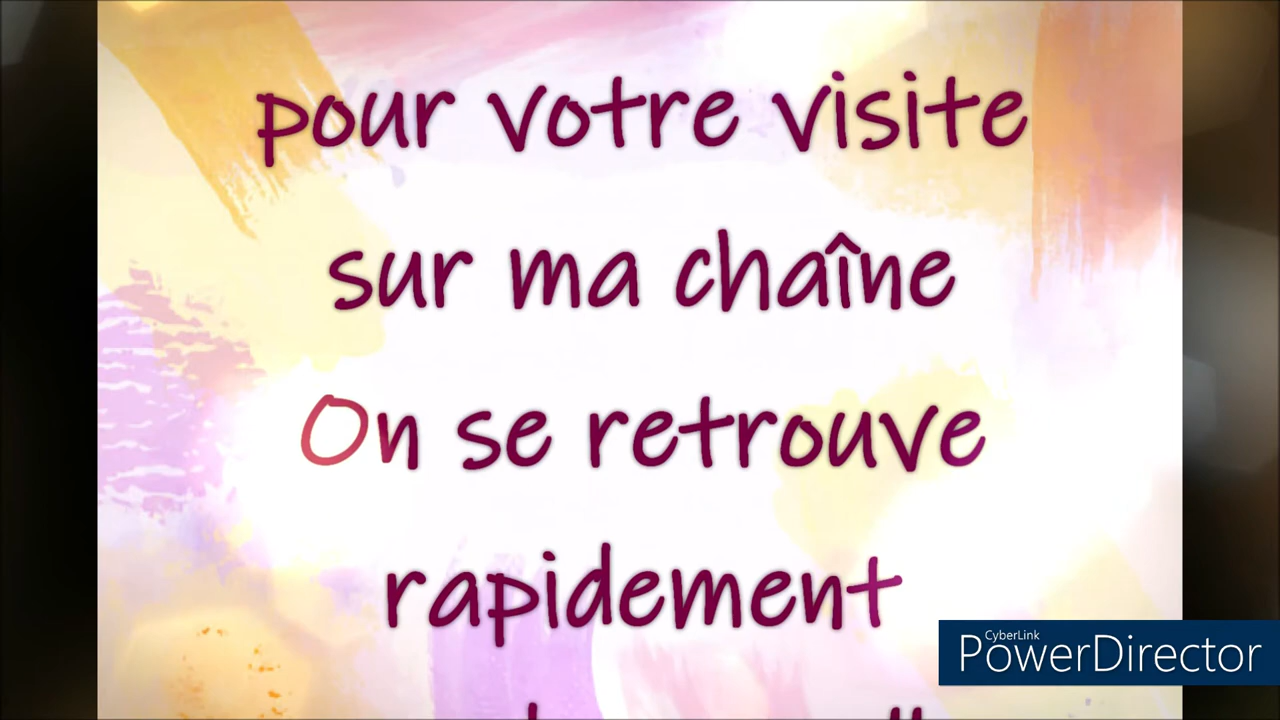 pour votre visite
sur ma chaîne
On se retrouve
rapidement
CyberLink
PowerDirector